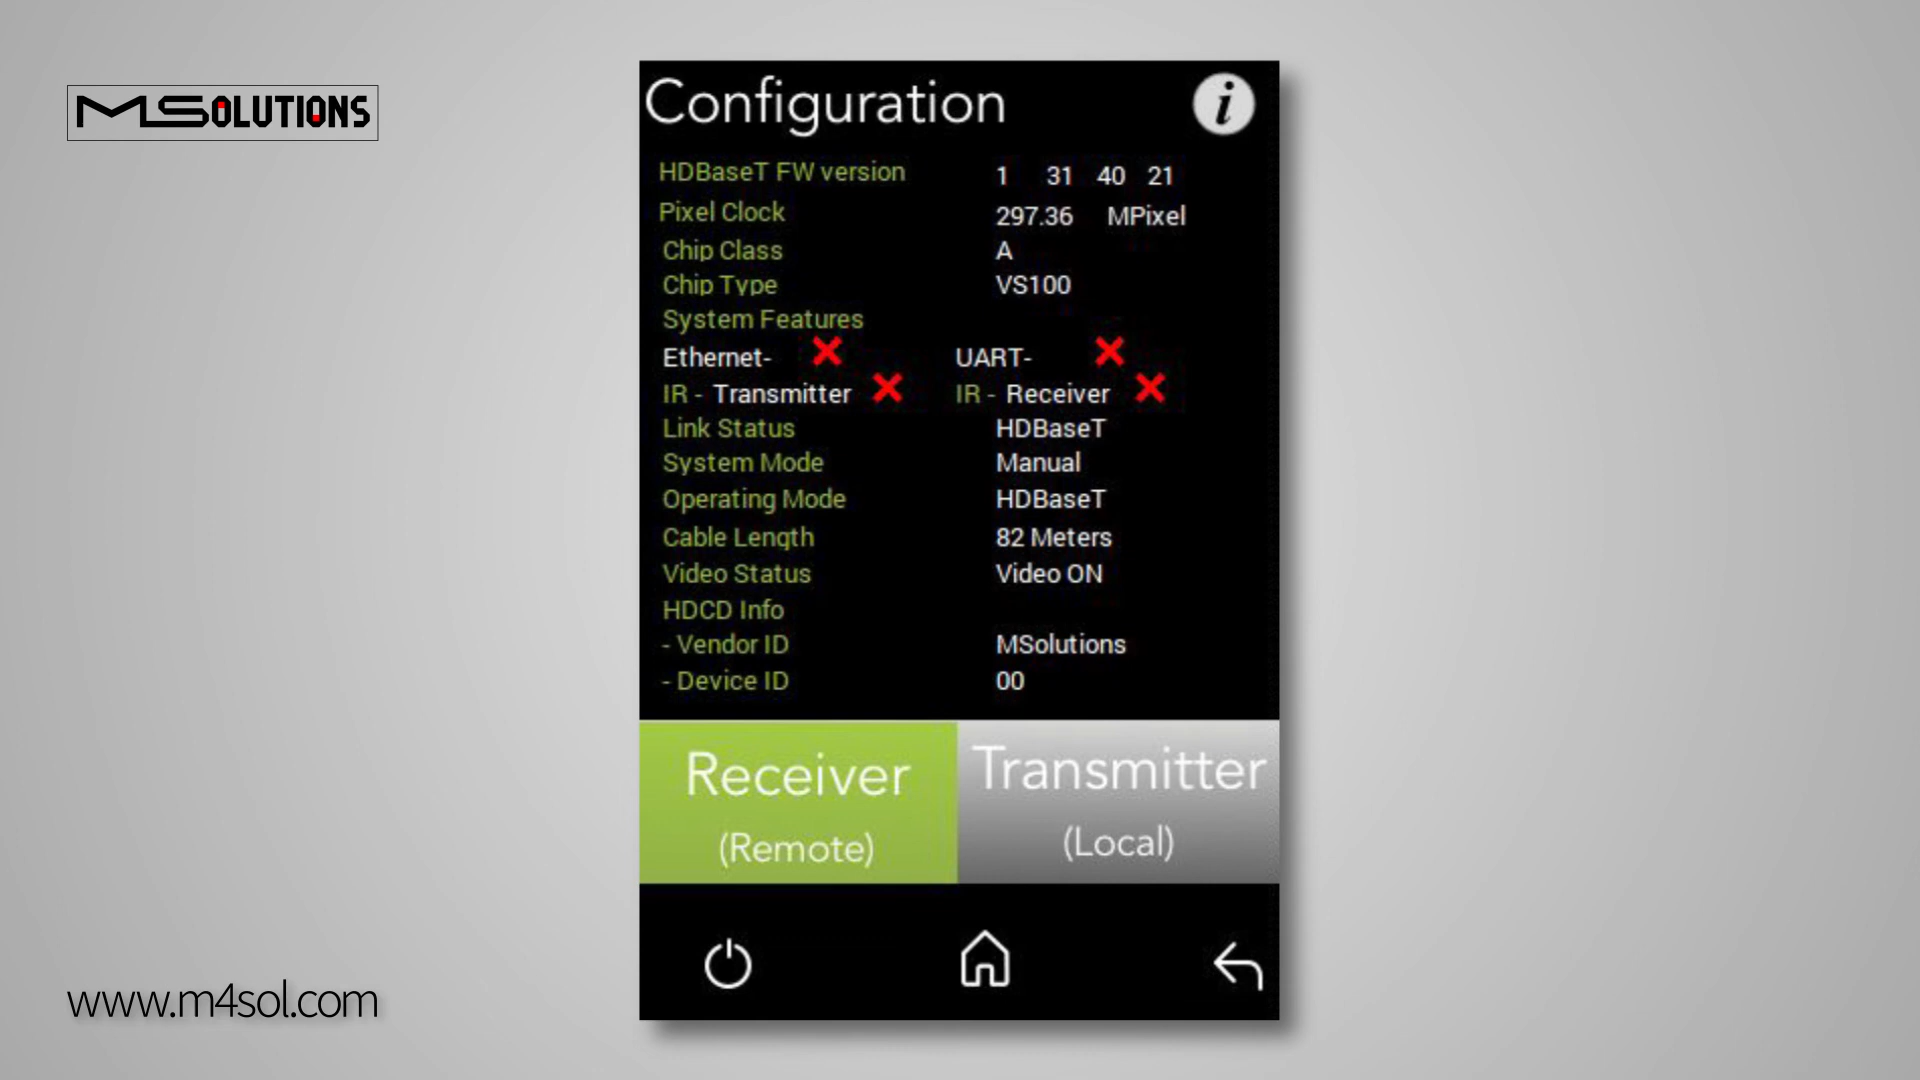 MSOLUTIONS
Configuration i
HDBaseT FW version 1 31 40 21
Pixel Clock 297.36 MPixel
Chip Class A
Chip Type VS100
System Features
Ethernet- UART-
IR - Transmitter IR - Receiver
Link Status HDBaseT
System Mode Manual
Operating Mode HDBaseT
Cable Length 82 Meters
Video Status Video ON
HDCD Info
- Vendor ID MSolutions
- Device ID 00
Receiver Transmitter
(Remote) (Local)
www.m4sol.com